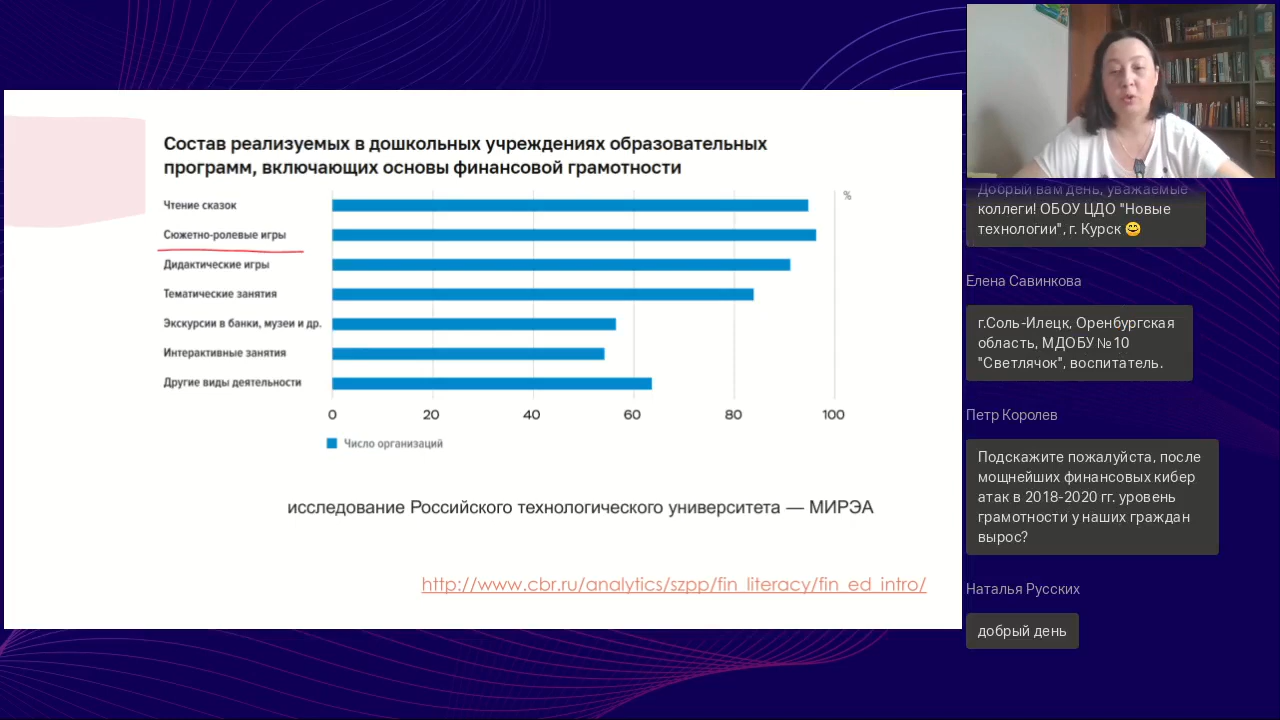 Состав реализуемых в дошкольных учреждениях образовательных
программ, включающих основы финансовой грамотности
%
Чтение сказок
Сюжетно-ролевые игры
Дидактические игры
Тематические занятия
Экскурсии в банки, музеи и др.
Интерактивные занятия
Другие виды деятельности
0 20 40 60 80 100
Число организаций
исследование Российского технологического университета — МИРЭА
http://www.cbr.ru/analytics/szpp/fin_literacy/fin_ed_intro/
Добрый вам день, уважаемые
коллеги! ОБОУ ЦДО "Новые
технологии", г. Курск 😊
Елена Савинкова
г.Соль-Илецк, Оренбургская
область, МДОБУ №10
"Светлячок", воспитатель.
Петр Королев
Подскажите пожалуйста, после
мощнейших финансовых кибер
атак в 2018-2020 гг. уровень
грамотности у наших граждан
вырос?
Наталья Русских
добрый день